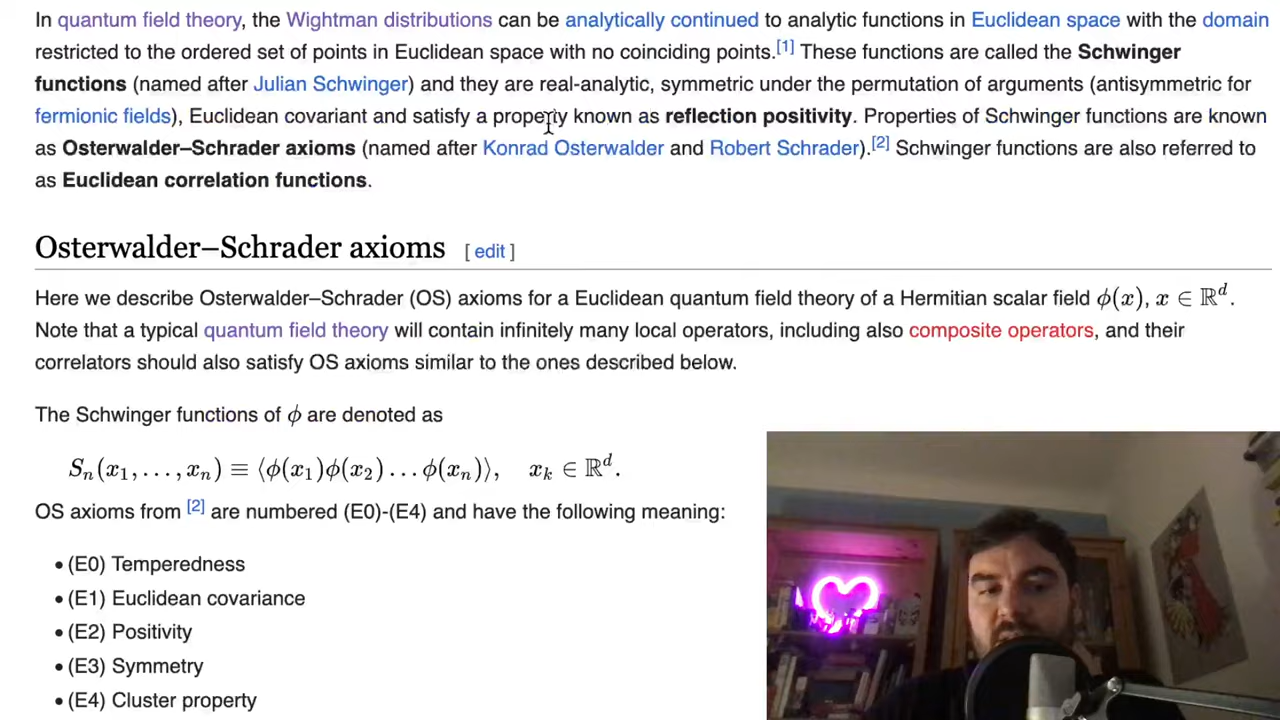 In quantum field theory, the Wightman distributions can be analytically continued to analytic functions in Euclidean space with the domain
restricted to the ordered set of points in Euclidean space with no coinciding points.[1] These functions are called the Schwinger
functions (named after Julian Schwinger) and they are real-analytic, symmetric under the permutation of arguments (antisymmetric for
fermionic fields), Euclidean covariant and satisfy a property known as reflection positivity. Properties of Schwinger functions are known
as Osterwalder–Schrader axioms (named after Konrad Osterwalder and Robert Schrader).[2] Schwinger functions are also referred to
as Euclidean correlation functions.
Osterwalder–Schrader axioms [ edit ]
Here we describe Osterwalder–Schrader (OS) axioms for a Euclidean quantum field theory of a Hermitian scalar field ϕ(x), x ∈ ℝᵈ.
Note that a typical quantum field theory will contain infinitely many local operators, including also composite operators, and their
correlators should also satisfy OS axioms similar to the ones described below.
The Schwinger functions of ϕ are denoted as
Sₙ(x₁, . . . , xₙ) ≡ ⟨ϕ(x₁)ϕ(x₂) . . . ϕ(xₙ)⟩, xₖ ∈ ℝᵈ.
OS axioms from [2] are numbered (E0)-(E4) and have the following meaning:
• (E0) Temperedness
• (E1) Euclidean covariance
• (E2) Positivity
• (E3) Symmetry
• (E4) Cluster property